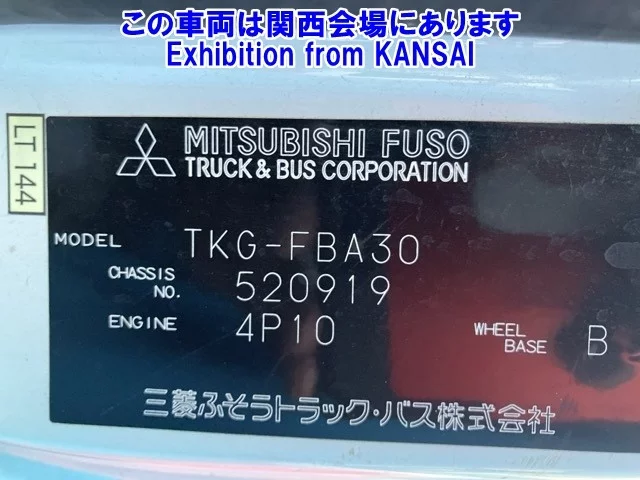 この車両は関西会場にあります
Exhibition from KANSAI
LT 144
MITSUBISHI FUSO
TRUCK & BUS CORPORATION
MODEL TKG-FBA30
CHASSIS NO. 520919
ENGINE 4P10 WHEEL BASE B
三菱ふそうトラック・バス株式会社